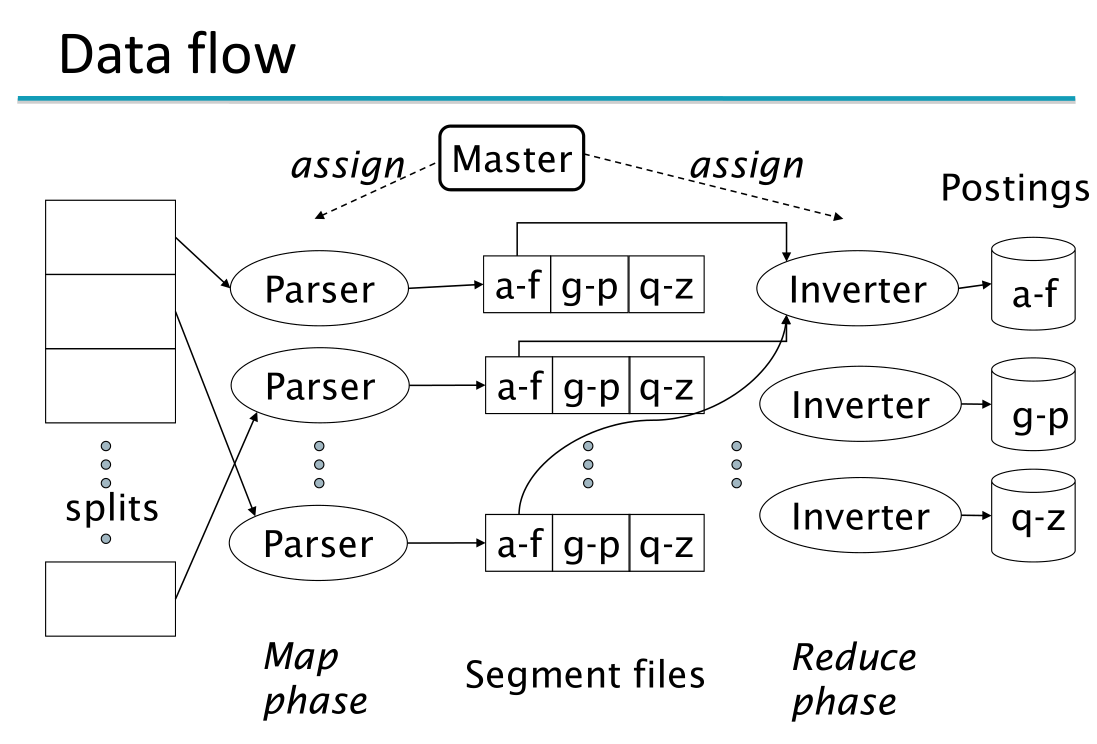 Data flow
assign
Master
assign
Postings
Parser
a-f g-p q-z
Inverter
a-f
Parser
a-f g-p q-z
Inverter
g-p
splits
Parser
a-f g-p q-z
Inverter
q-z
Map
phase
Segment files
Reduce
phase